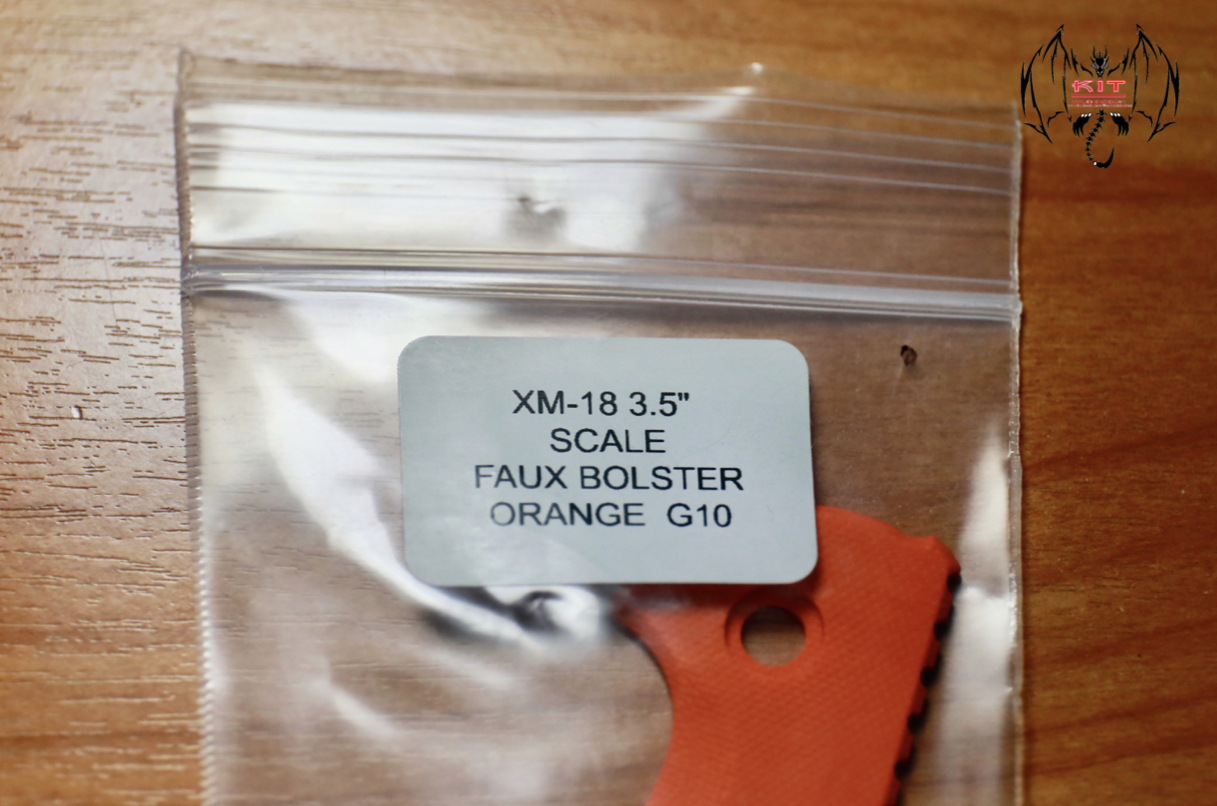 KIT
XM-18 3.5"
SCALE
FAUX BOLSTER
ORANGE G10